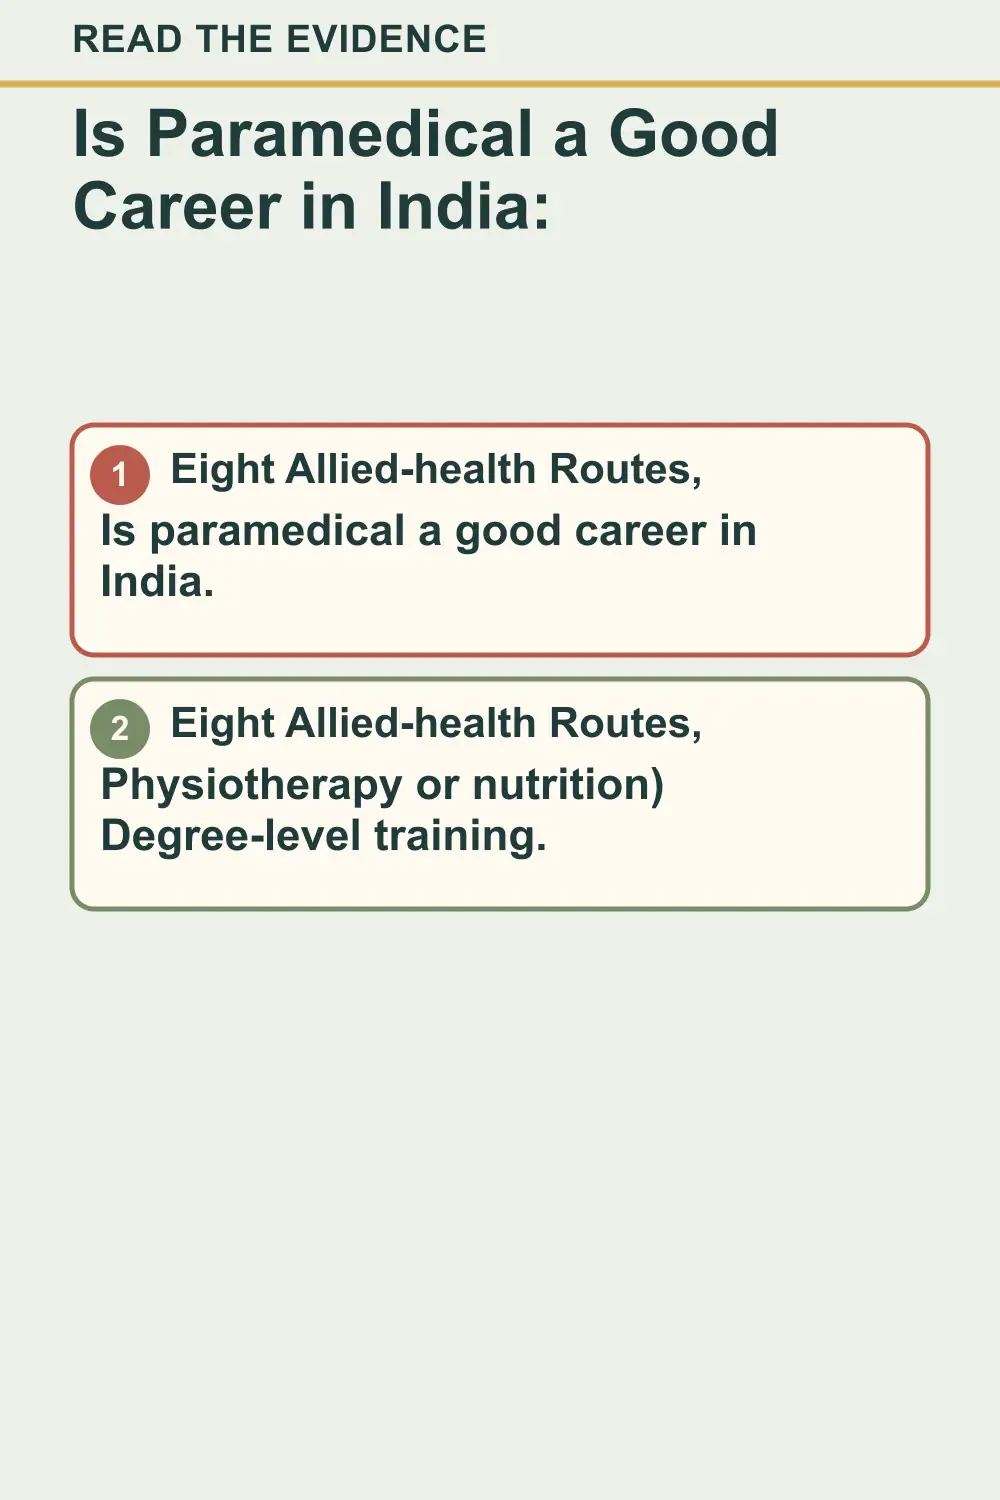 READ THE EVIDENCE
Is Paramedical a Good
Career in India:
1 Eight Allied-health Routes,
Is paramedical a good career in
India.
2 Eight Allied-health Routes,
Physiotherapy or nutrition)
Degree-level training.